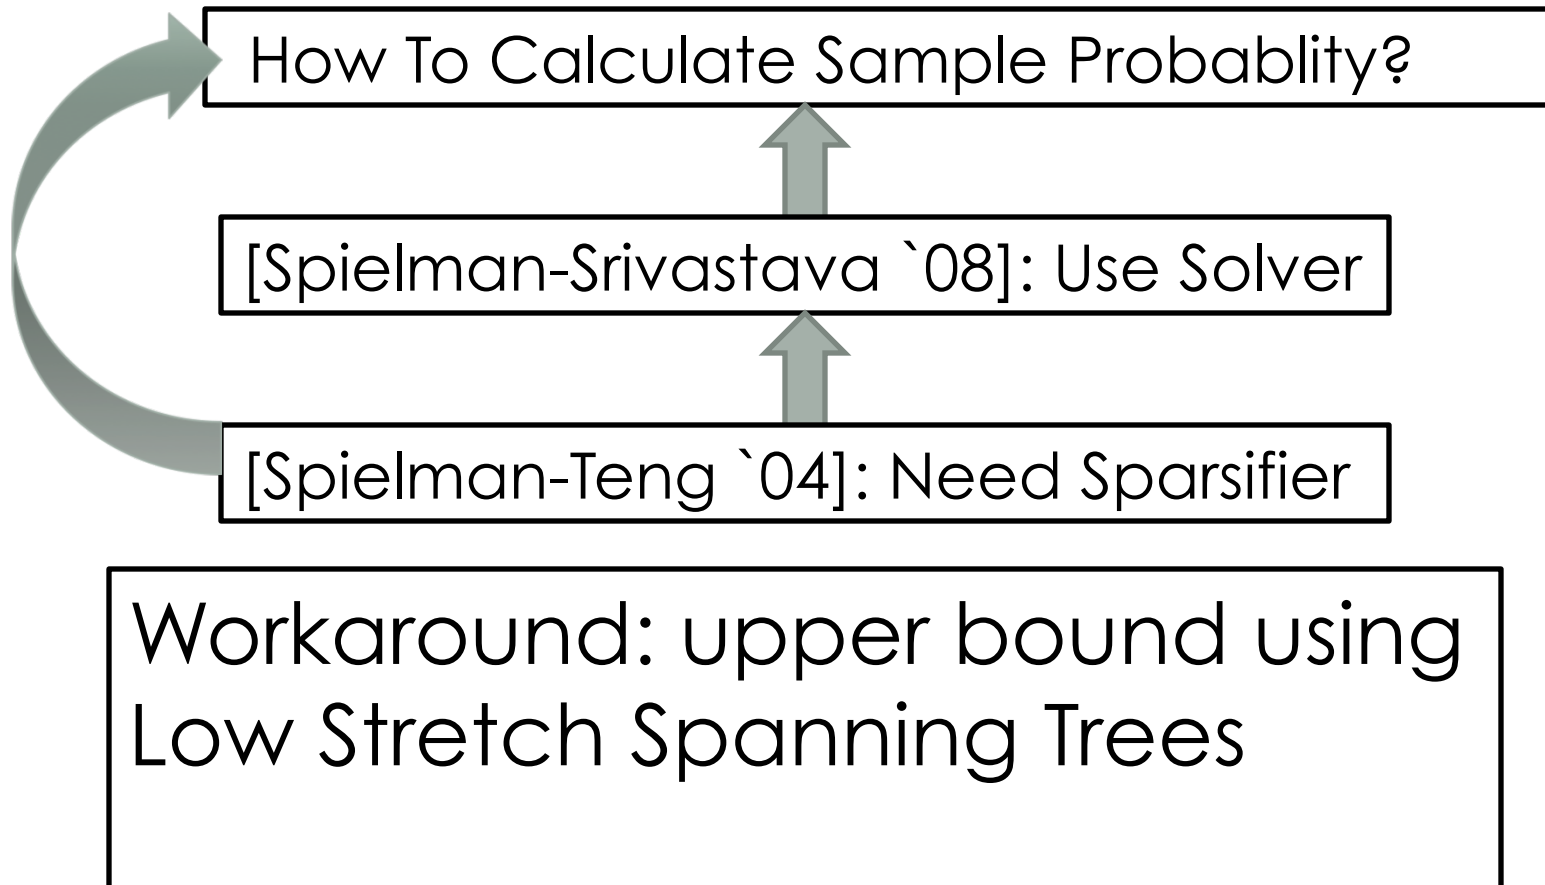 How To Calculate Sample Probablity?
[Spielman-Srivastava `08]: Use Solver
[Spielman-Teng `04]: Need Sparsifier
Workaround: upper bound using
Low Stretch Spanning Trees